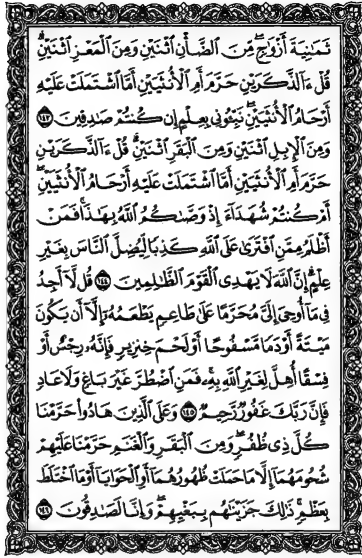 ثَمَٰنِيَةَ أَزْوَٰجٍ مِّنَ ٱلضَّأْنِ ٱثْنَيْنِ وَمِنَ ٱلْمَعْزِ ٱثْنَيْنِ
قُلْ ءَآلذَّكَرَيْنِ حَرَّمَ أَمِ ٱلْأُنثَيَيْنِ أَمَّا ٱشْتَمَلَتْ عَلَيْهِ
أَرْحَامُ ٱلْأُنثَيَيْنِ نَبِّـُٔونِى بِعِلْمٍ إِن كُنتُمْ صَٰدِقِينَ ١٤٣
وَمِنَ ٱلْإِبِلِ ٱثْنَيْنِ وَمِنَ ٱلْبَقَرِ ٱثْنَيْنِ قُلْ ءَآلذَّكَرَيْنِ
حَرَّمَ أَمِ ٱلْأُنثَيَيْنِ أَمَّا ٱشْتَمَلَتْ عَلَيْهِ أَرْحَامُ ٱلْأُنثَيَيْنِ
أَمْ كُنتُمْ شُهَدَآءَ إِذْ وَصَّىٰكُمُ ٱللَّهُ بِهَٰذَا فَمَنْ
أَظْلَمُ مِمَّنِ ٱفْتَرَىٰ عَلَى ٱللَّهِ كَذِبًا لِّيُضِلَّ ٱلنَّاسَ بِغَيْرِ
عِلْمٍ إِنَّ ٱللَّهَ لَا يَهْدِى ٱلْقَوْمَ ٱلظَّٰلِمِينَ ١٤٤ قُل لَّآ أَجِدُ
فِى مَآ أُوحِىَ إِلَىَّ مُحَرَّمًا عَلَىٰ طَاعِمٍ يَطْعَمُهُۥٓ إِلَّآ أَن يَكُونَ
مَيْتَةً أَوْ دَمًا مَّسْفُوحًا أَوْ لَحْمَ خِنزِيرٍ فَإِنَّهُۥ رِجْسٌ أَوْ
فِسْقًا أُهِلَّ لِغَيْرِ ٱللَّهِ بِهِۦ فَمَنِ ٱضْطُرَّ غَيْرَ بَاغٍ وَلَا عَادٍ
فَإِنَّ رَبَّكَ غَفُورٌ رَّحِيمٌ ١٤٥ وَعَلَى ٱلَّذِينَ هَادُوا۟ حَرَّمْنَا
كُلَّ ذِى ظُفُرٍ وَمِنَ ٱلْبَقَرِ وَٱلْغَنَمِ حَرَّمْنَا عَلَيْهِمْ
شُحُومَهُمَآ إِلَّا مَا حَمَلَتْ ظُهُورُهُمَآ أَوِ ٱلْحَوَايَآ أَوْ مَا ٱخْتَلَطَ
بِعَظْمٍ ذَٰلِكَ جَزَيْنَٰهُم بِبَغْيِهِمْ وَإِنَّا لَصَٰدِقُونَ ١٤٦